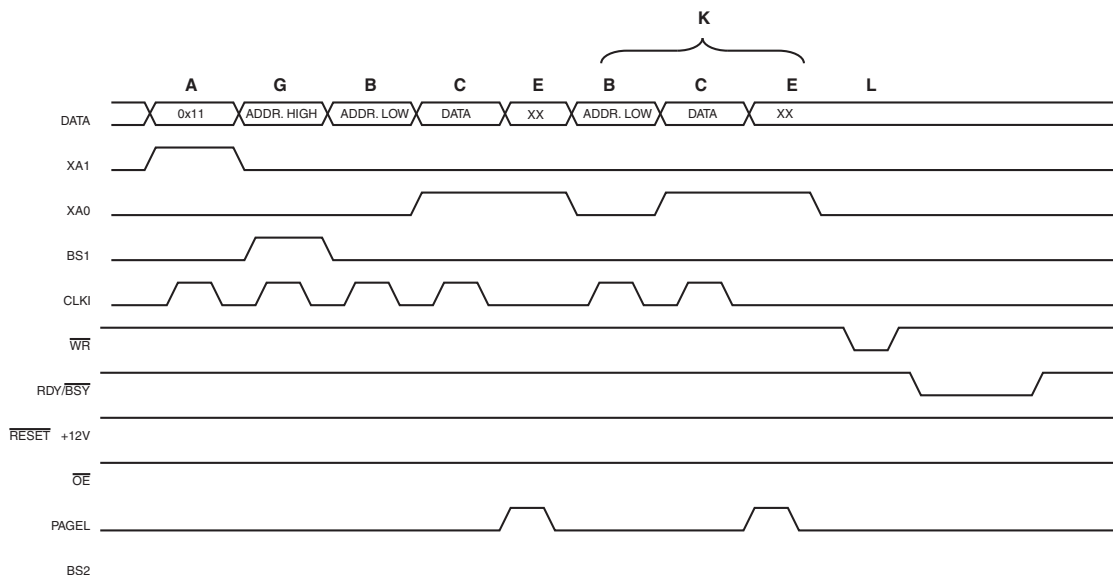 K
A G B C E B C E L
DATA 0x11 ADDR. HIGH ADDR. LOW DATA XX ADDR. LOW DATA XX
XA1
XA0
BS1
CLKI
WR
RDY/BSY
RESET +12V
OE
PAGEL
BS2